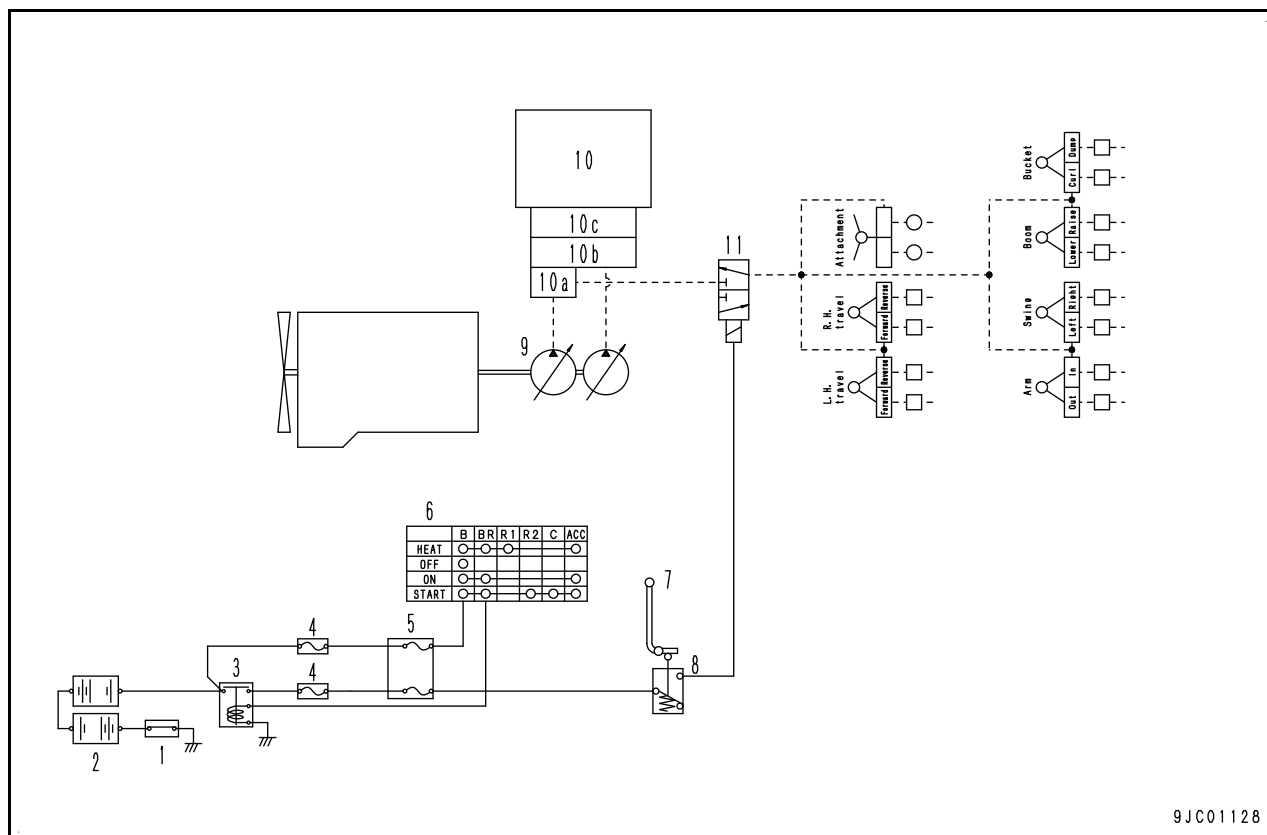 10
10c
10b
10a
11
9
Attachment
R.H. travel
Forward Reverse
L.H. travel
Forward Reverse
Bucket
Curl Dump
Boom
Lower Raise
Swing
Left Right
Arm
Out In
6
B BR R1 R2 C ACC
HEAT
OFF
ON
START
7
8
5
4
4
3
2
1
9JC01128